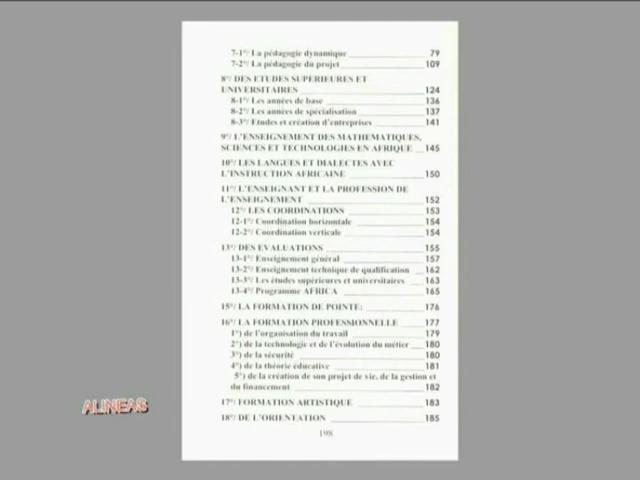 7-1°/ La pédagogie dynamique 79
7-2°/ La pédagogie du projet 109
8°/ DES ETUDES SUPERIEURES ET
UNIVERSITAIRES 124
8-1°/ Les années de base 136
8-2°/ Les années de spécialisation 137
8-3°/ Etudes et création d'entreprises 141
9°/ L'ENSEIGNEMENT DES MATHEMATIQUES,
SCIENCES ET TECHNOLOGIES EN AFRIQUE 145
10°/ LES LANGUES ET DIALECTES AVEC
L'INSTRUCTION AFRICAINE 150
11°/ L'ENSEIGNANT ET LA PROFESSION DE
L'ENSEIGNEMENT 152
12°/ LES COORDINATIONS 153
12-1°/ Coordination horizontale 154
12-2°/ Coordination verticale 154
13°/ DES EVALUATIONS 155
13-1°/ Enseignement général 157
13-2°/ Enseignement technique de qualification 162
13-3°/ Les études supérieures et universitaires 163
13-4°/ Programme AFRICA 165
15°/ LA FORMATION DE POINTE: 176
16°/ LA FORMATION PROFESSIONNELLE 177
1°) de l'organisation du travail 179
2°) de la technologie et de l'évolution du métier 180
3°) de la sécurité 180
4°) de la théorie éducative 181
5°) de la création de son projet de vie, de la gestion et
du financement 182
17°/ FORMATION ARTISTIQUE 183
18°/ DE L'ORIENTATION 185
198
ALINEAS